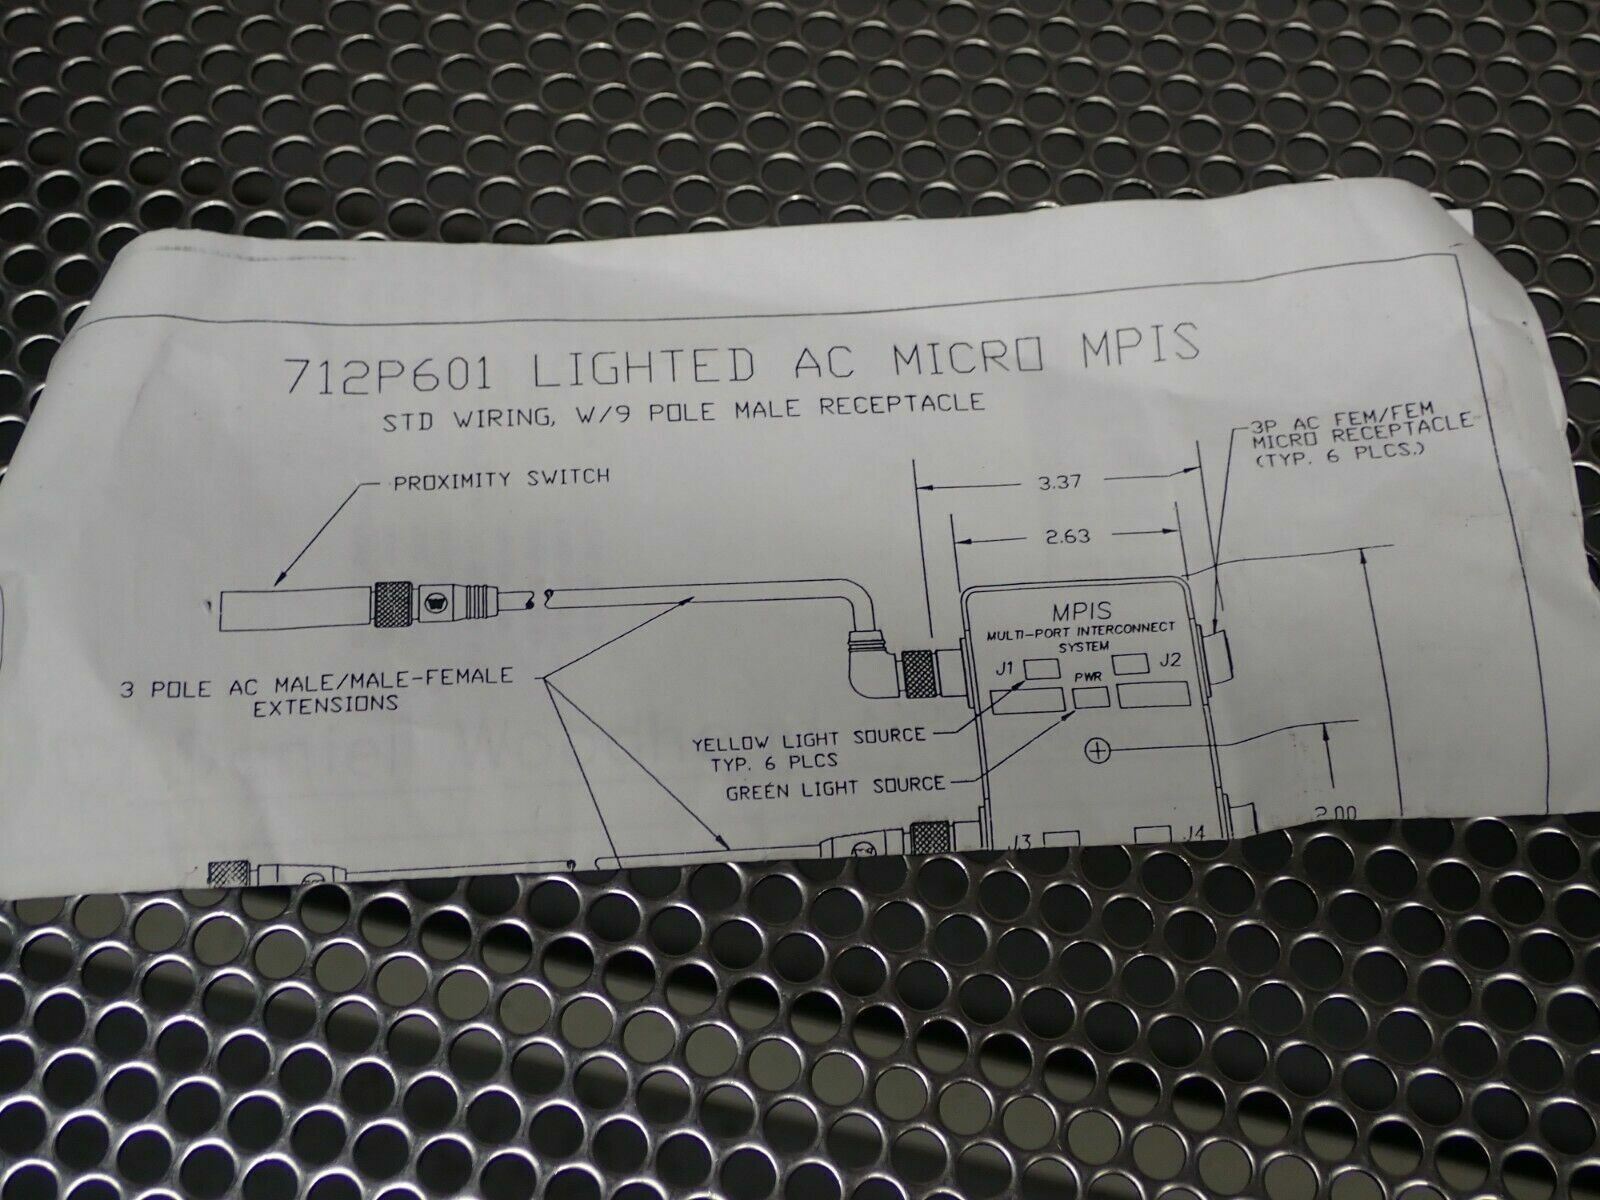 712P601 LIGHTED AC MICRO MPIS
STD WIRING, W/9 POLE MALE RECEPTACLE
PROXIMITY SWITCH
3P AC FEM/FEM
MICRO RECEPTACLE
(TYP. 6 PLCS.)
3.37
2.63
MPIS
MULTI-PORT INTERCONNECT
SYSTEM
J1
J2
PWR
3 POLE AC MALE/MALE-FEMALE
EXTENSIONS
YELLOW LIGHT SOURCE
TYP. 6 PLCS
GREEN LIGHT SOURCE
2.00
J3
J4